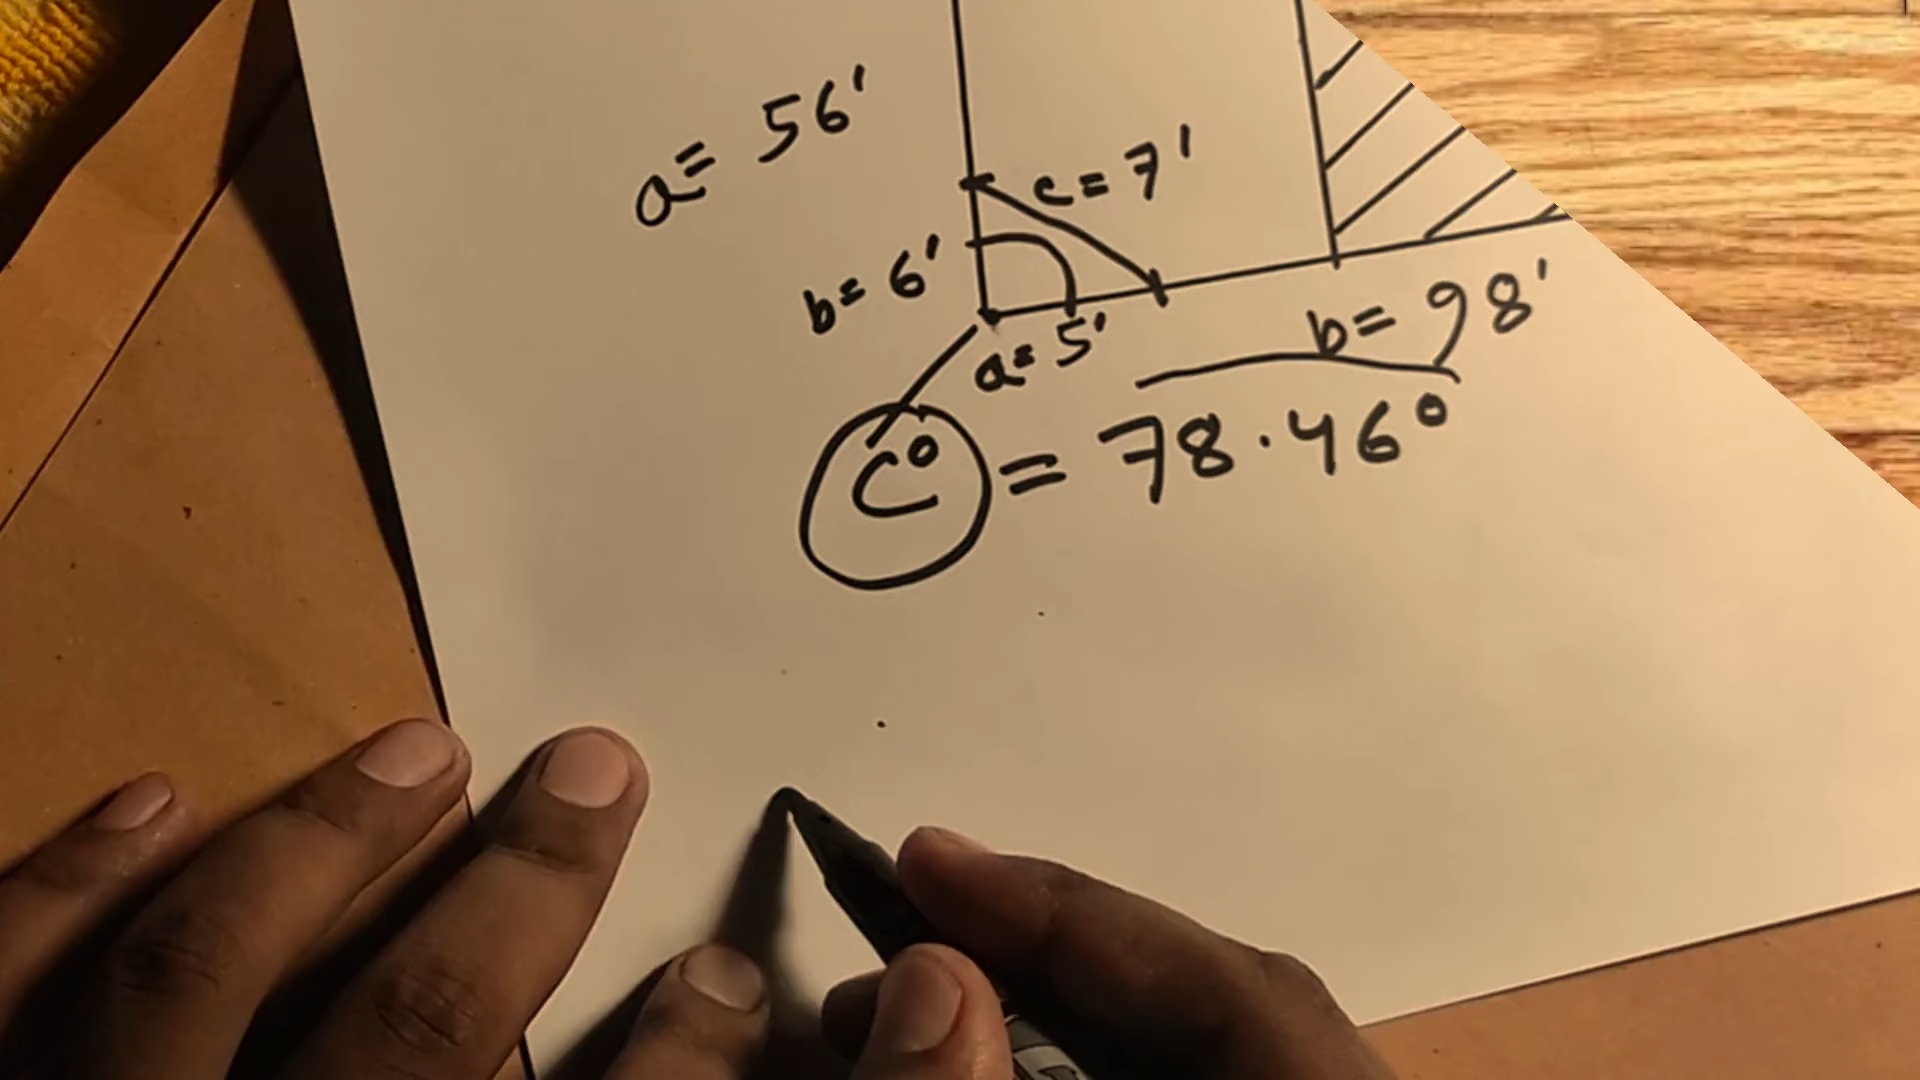 a = 56'
c = 7'
b = 6'
a = 5'
b = 98'
C° = 78.46°